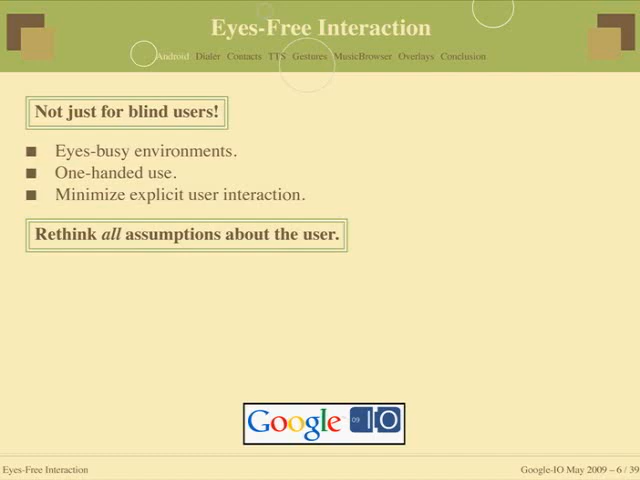 Eyes-Free Interaction
Android Dialer Contacts TTS Gestures MusicBrowser Overlays Conclusion
Not just for blind users!
Eyes-busy environments.
One-handed use.
Minimize explicit user interaction.
Rethink all assumptions about the user.
Google 09 IO
Eyes-Free Interaction Google-IO May 2009 – 6 / 39